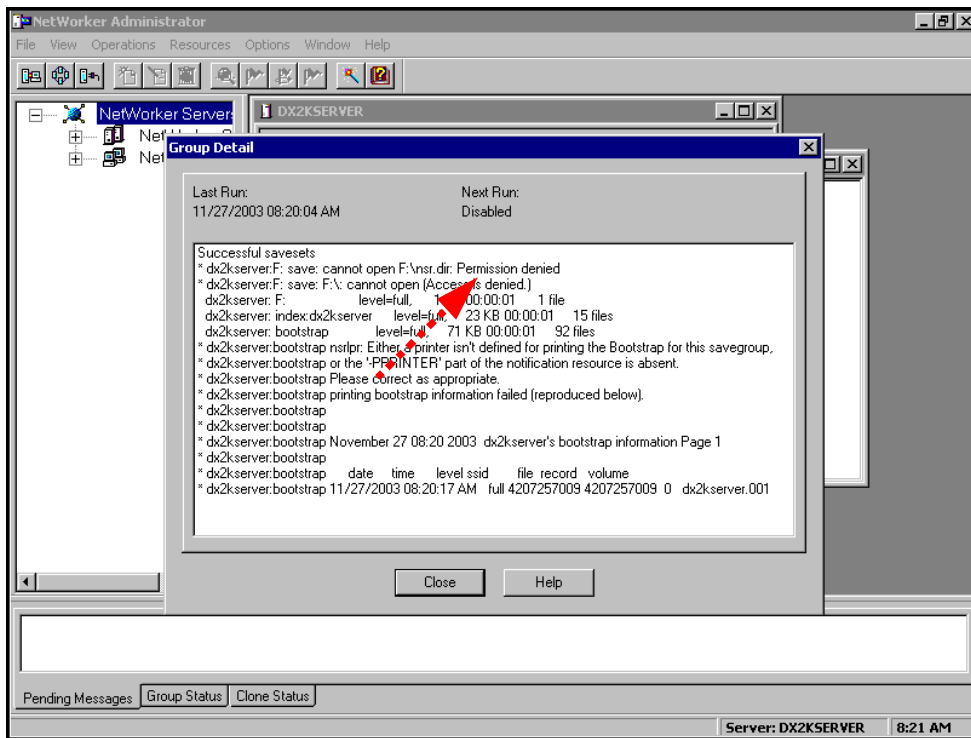 NetWorker Administrator
File View Operations Resources Options Window Help
NetWorker Server
DX2KSERVER
Group Detail
Last Run: Next Run:
11/27/2003 08:20:04 AM Disabled
Successful savesets
* dx2kserver:F: save: cannot open F:\nsr.dir: Permission denied
* dx2kserver:F: save: F:\: cannot open (Access is denied.)
dx2kserver: F: level=full, 00:00:01 1 file
dx2kserver: index:dx2kserver level=full, 23 KB 00:00:01 15 files
dx2kserver: bootstrap level=full, 71 KB 00:00:01 92 files
* dx2kserver:bootstrap nsrlpr: Either a printer isn't defined for printing the Bootstrap for this savegroup,
* dx2kserver:bootstrap or the '-PPRINTER' part of the notification resource is absent.
* dx2kserver:bootstrap Please correct as appropriate.
* dx2kserver:bootstrap printing bootstrap information failed (reproduced below).
* dx2kserver:bootstrap
* dx2kserver:bootstrap
* dx2kserver:bootstrap November 27 08:20 2003 dx2kserver's bootstrap information Page 1
* dx2kserver:bootstrap
* dx2kserver:bootstrap date time level ssid file record volume
* dx2kserver:bootstrap 11/27/2003 08:20:17 AM full 4207257009 4207257009 0 dx2kserver.001
Close Help
Pending Messages Group Status Clone Status
Server: DX2KSERVER 8:21 AM